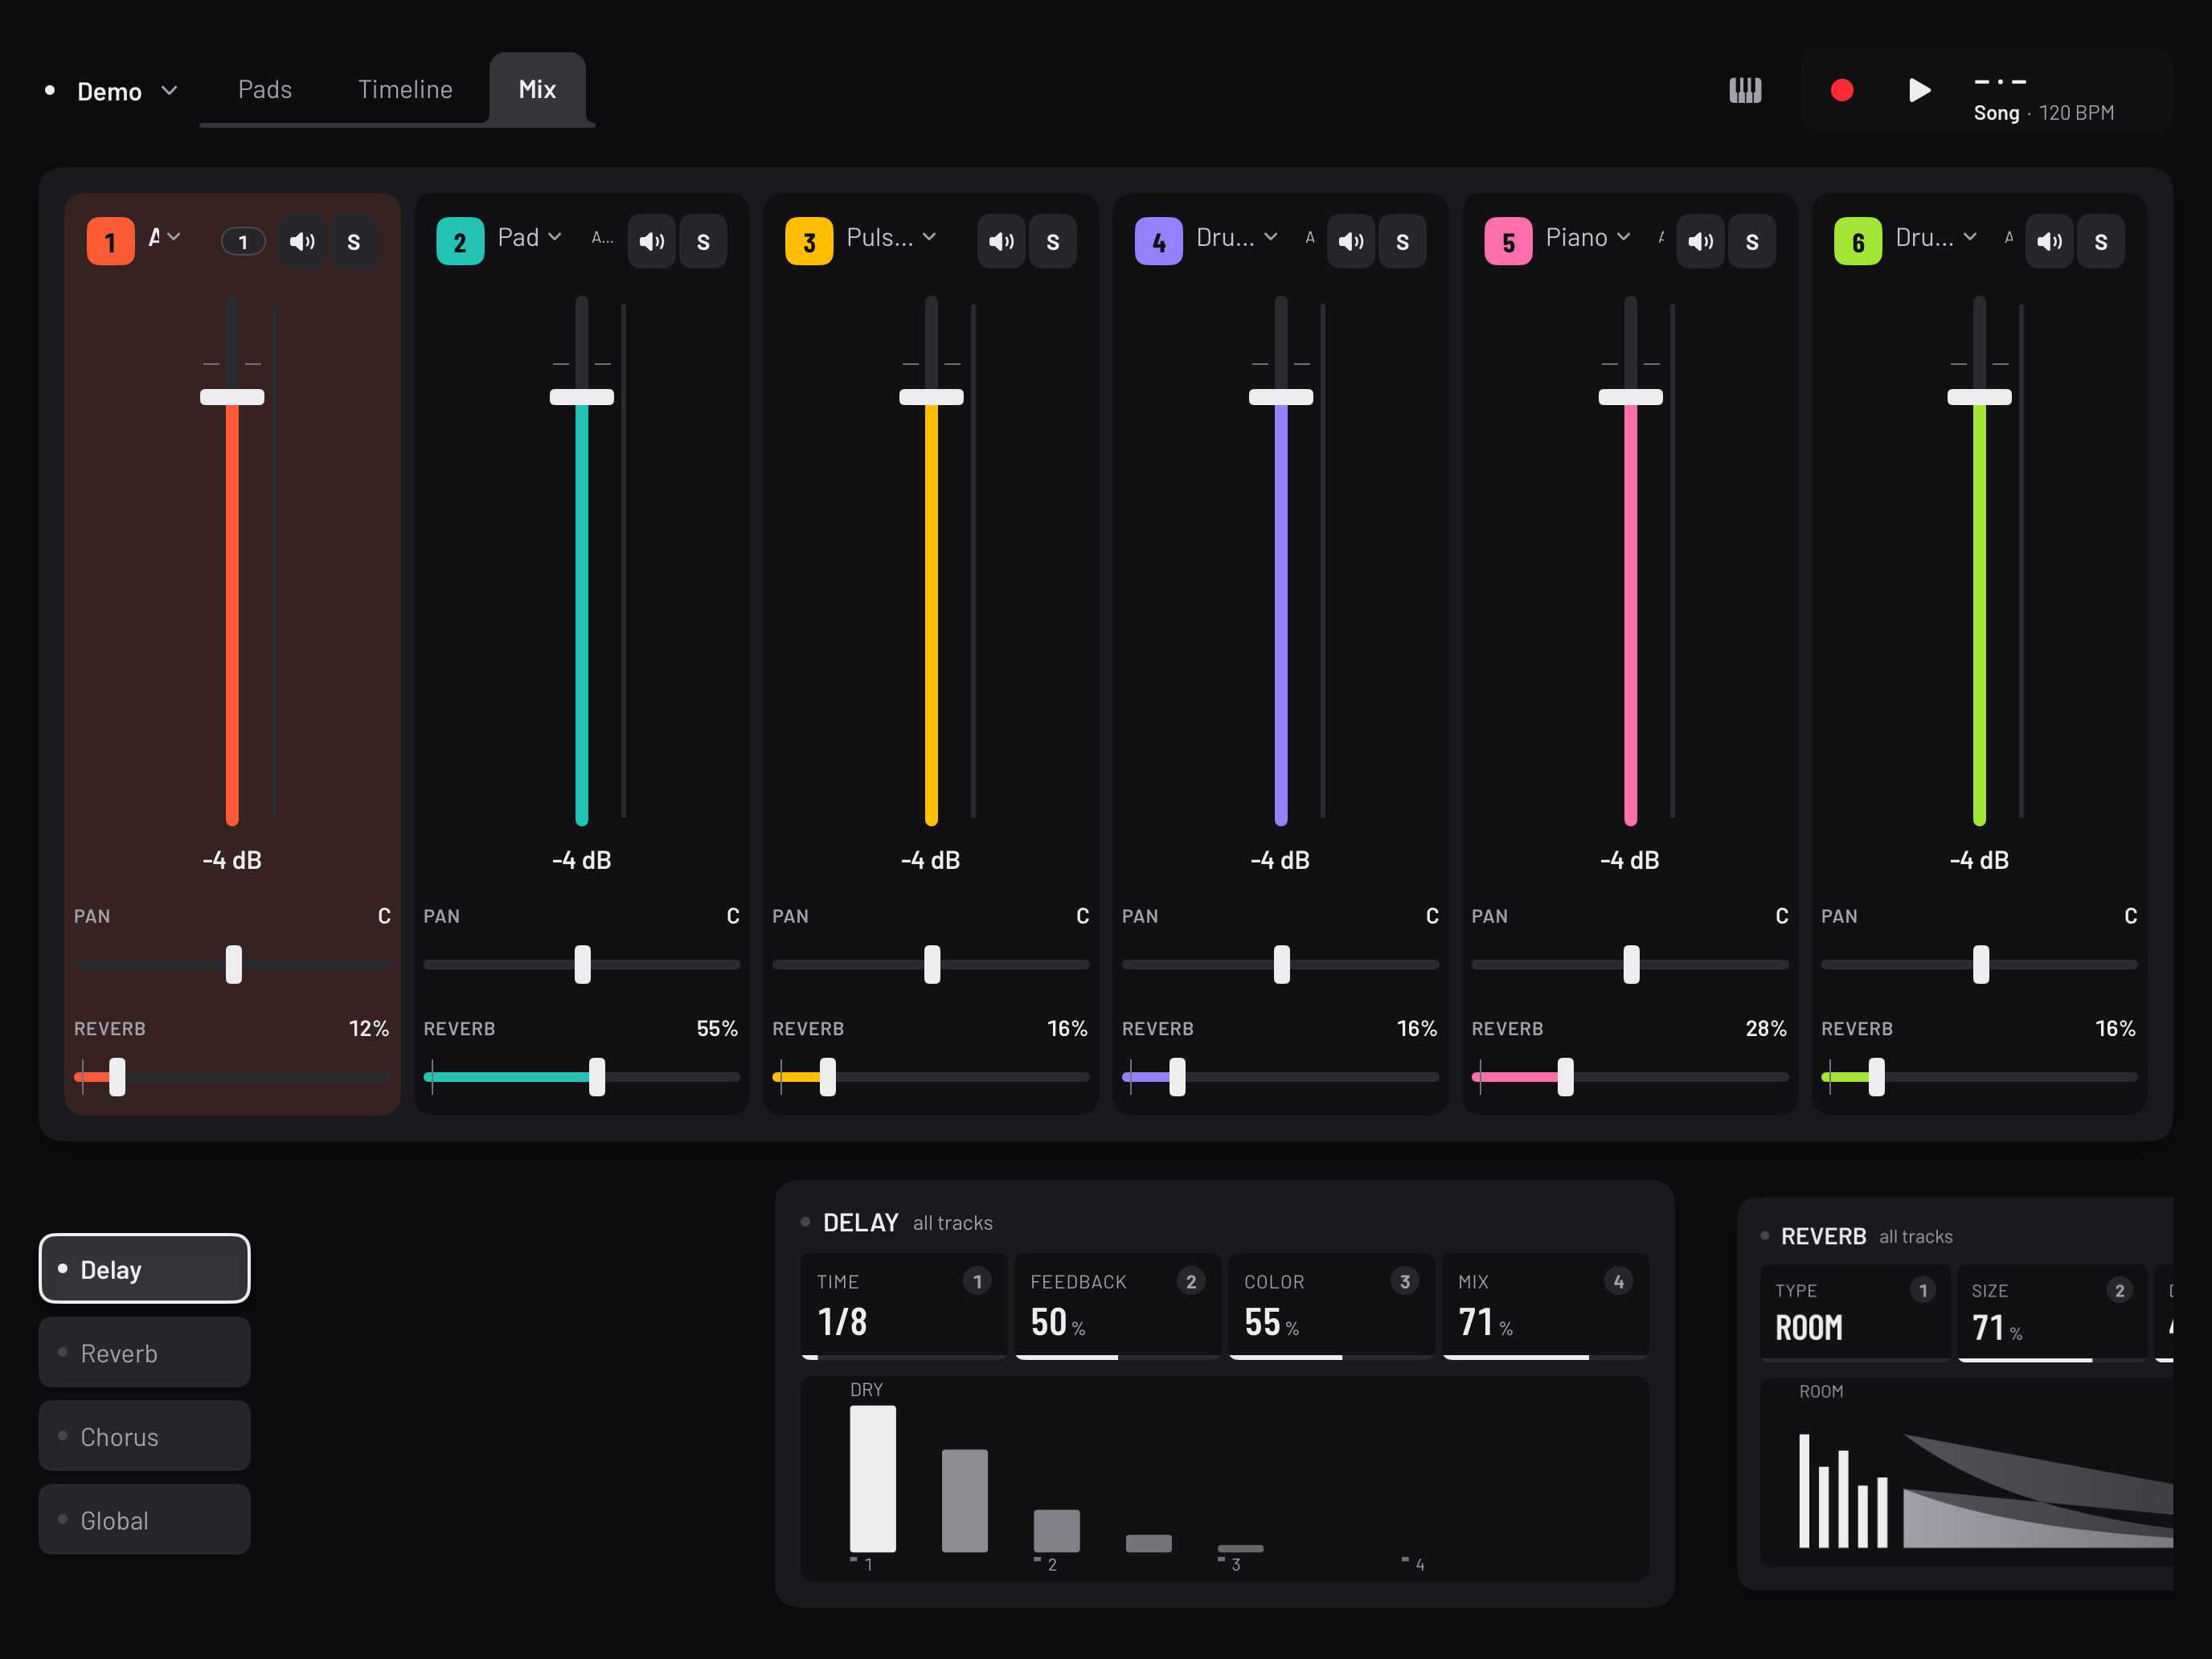 Demo Pads Timeline Mix
Song · 120 BPM
1 A 1 S
2 Pad A... S
3 Puls... S
4 Dru... A S
5 Piano S
6 Dru... A S
-4 dB -4 dB -4 dB -4 dB -4 dB -4 dB
PAN C PAN C PAN C PAN C PAN C PAN C
REVERB 12% REVERB 55% REVERB 16% REVERB 16% REVERB 28% REVERB 16%
Delay
Reverb
Chorus
Global
DELAY all tracks
TIME 1 FEEDBACK 2 COLOR 3 MIX 4
1/8 50 % 55 % 71 %
DRY
1 2 3 4
REVERB all tracks
TYPE 1 SIZE 2
ROOM 71 %
ROOM